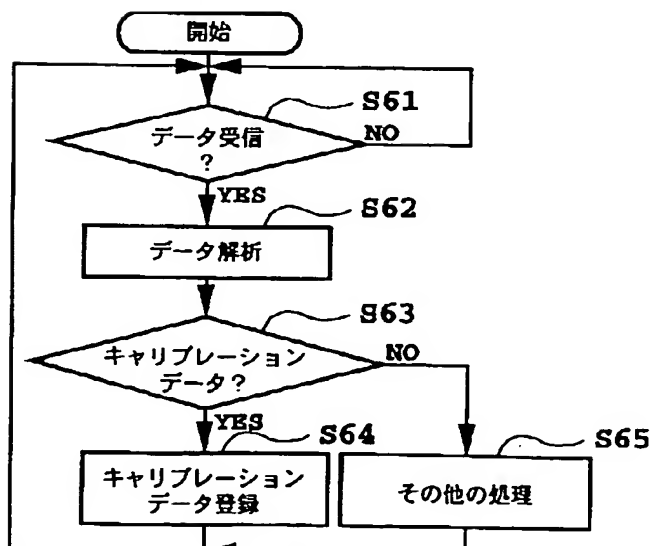 開始
S61
データ受信
?
NO
YES
S62
データ解析
S63
キャリブレーション
データ?
NO
YES
S64
S65
キャリブレーション
データ登録
その他の処理